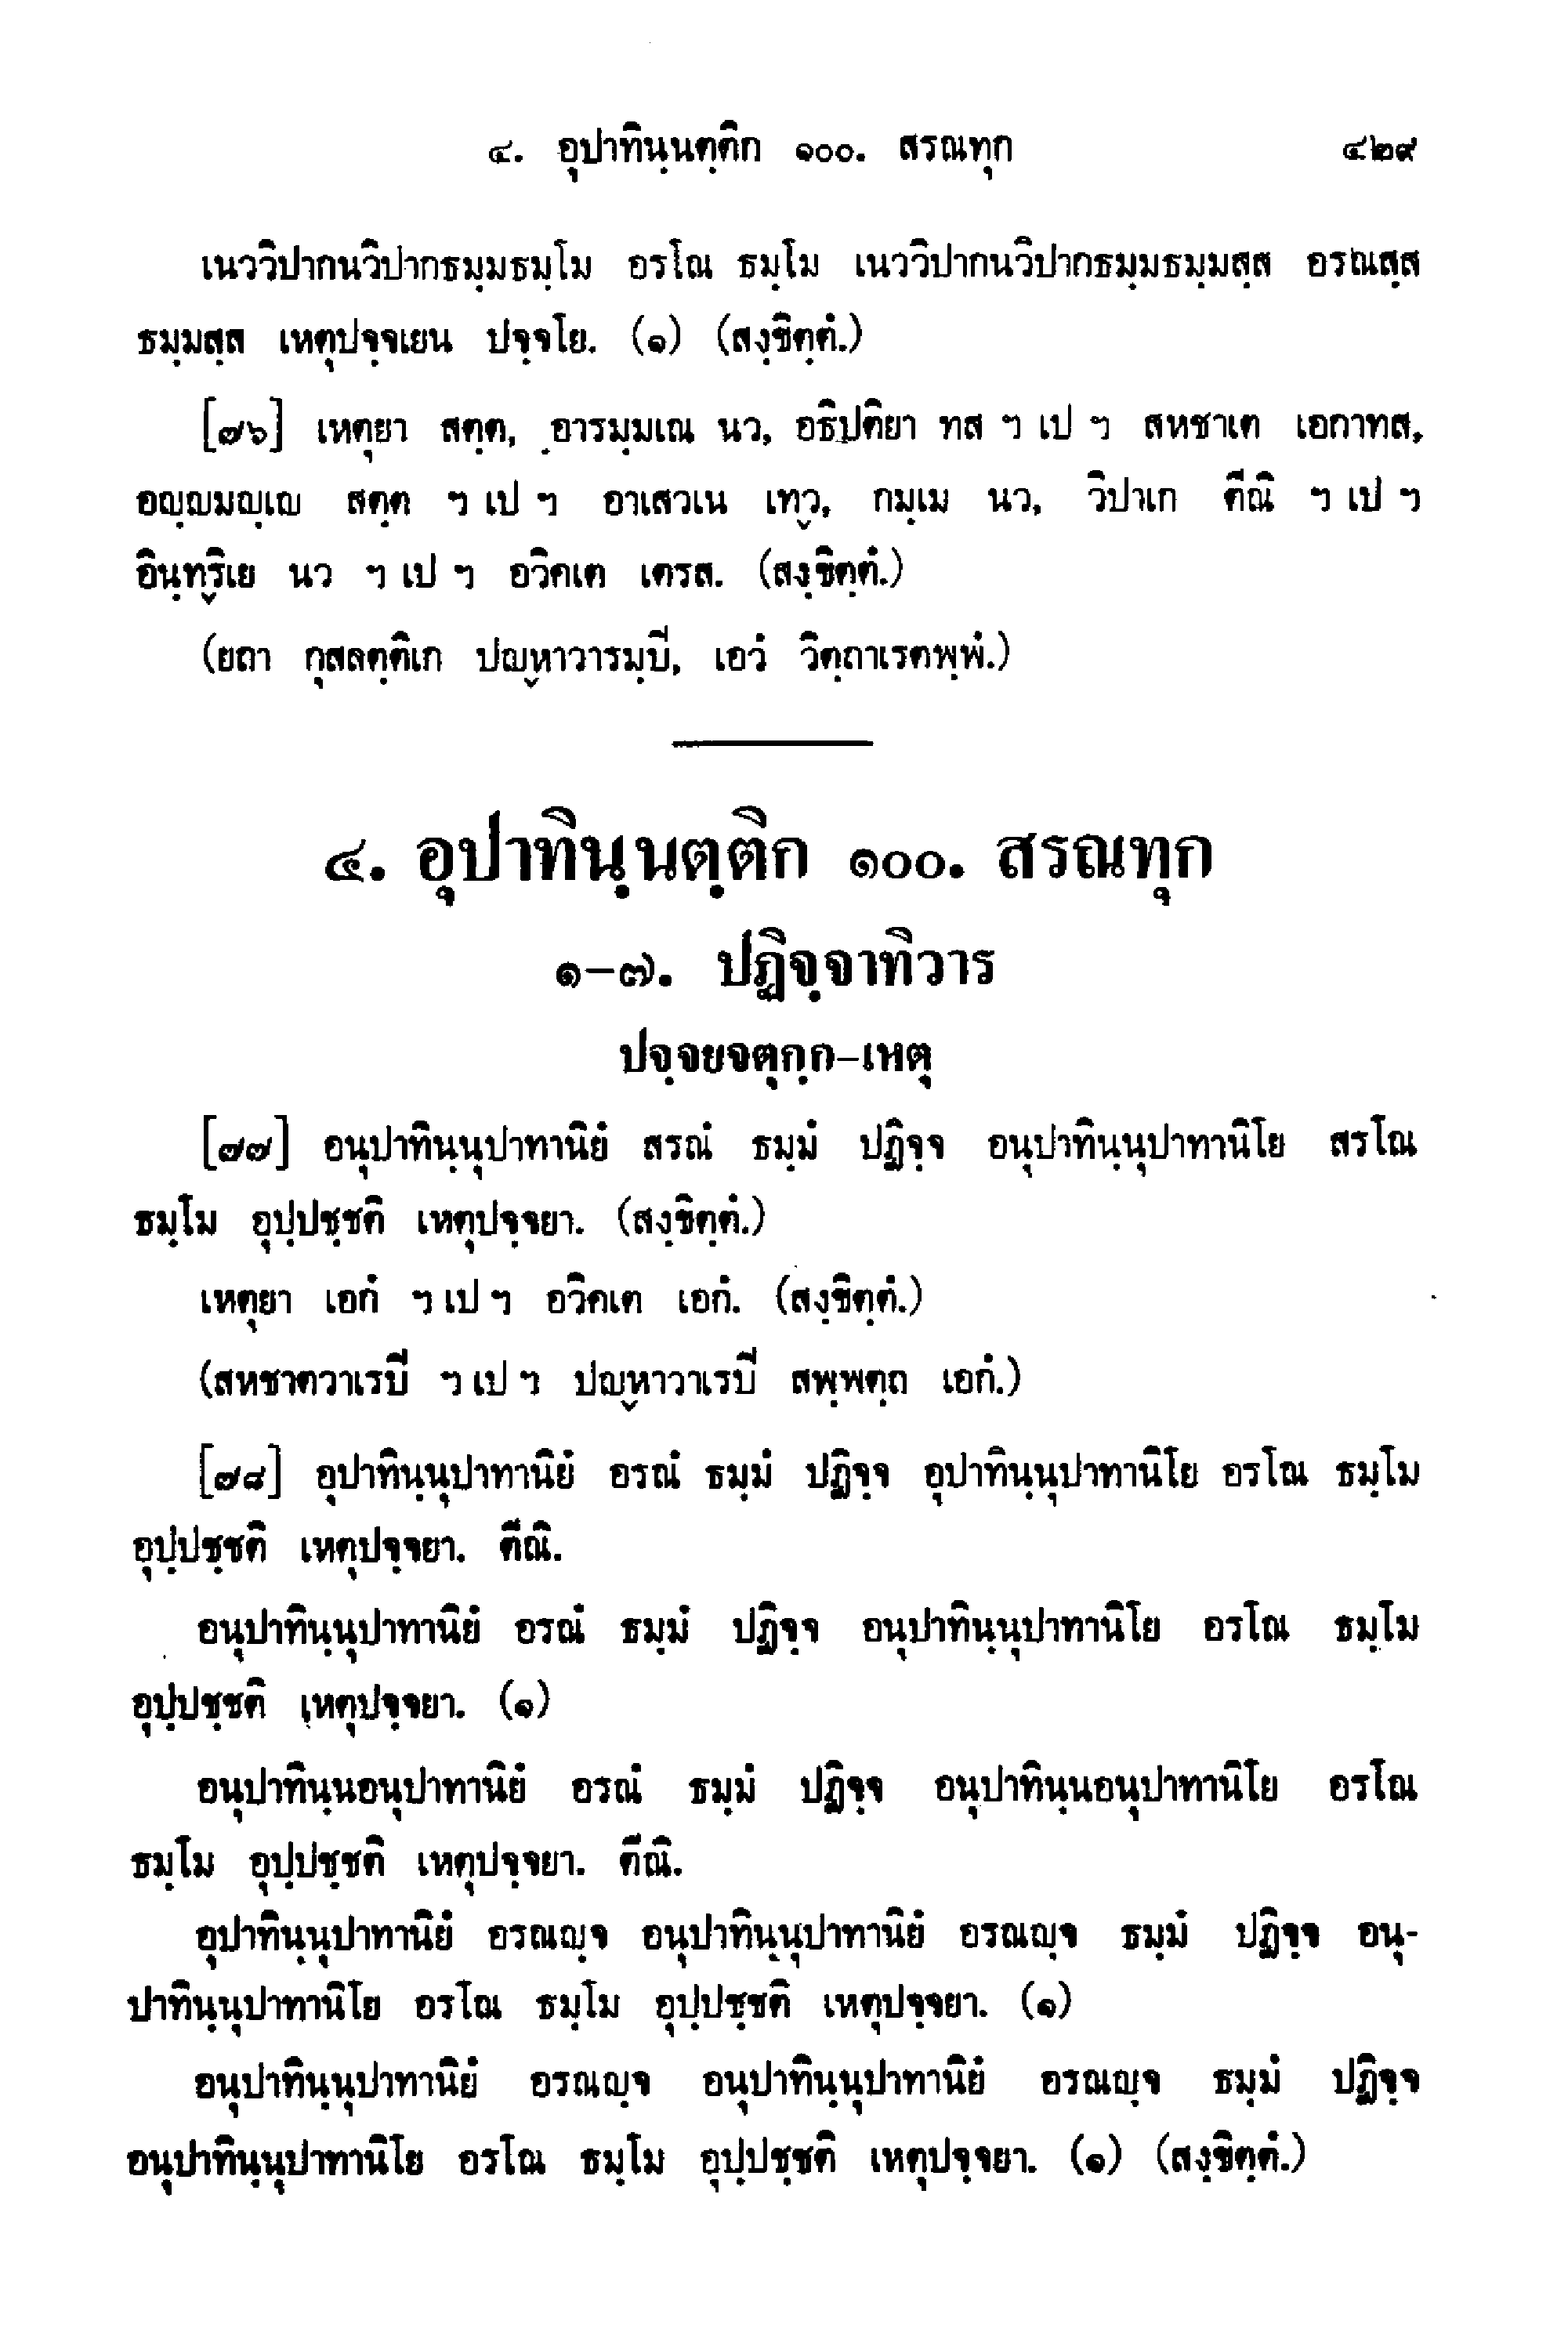 ๔. อุปาทินฺนตฺติก ๑๐๐. สรณทุก ๔๒๙
เนววิปากนวิปากธมฺมธมฺโม อรโณ ธมฺโม เนววิปากนวิปากธมฺมธมฺมสฺส อรณสฺส
ธมฺมสฺส เหตุปจฺจเยน ปจฺจโย. (๑) (สงฺขิตฺตํ.)
[๗๖] เหตุยา สตฺต, อารมฺมเณ นว, อธิปติยา ทส ฯ เป ฯ สหชาเต เอกาทส,
อญฺญมญฺเญ สตฺต ฯ เป ฯ อาเสวเน เทฺว, กมฺเม นว, วิปาเก ตีณิ ฯ เป ฯ
อินฺทฺริเย นว ฯ เป ฯ อวิคเต เตรส. (สงฺขิตฺตํ.)
(ยถา กุสลตฺติเก ปญฺหาวารมฺปิ, เอวํ วิตฺถาเรตพฺพํ.)
๔. อุปาทินฺนตฺติก ๑๐๐. สรณทุก
๑-๗. ปฏิจฺจาทิวาร
ปจฺจยจตุกฺก-เหตุ
[๗๗] อนุปาทินฺนุปาทานิยํ สรณํ ธมฺมํ ปฏิจฺจ อนุปาทินฺนุปาทานิโย สรโณ
ธมฺโม อุปฺปชฺชติ เหตุปจฺจยา. (สงฺขิตฺตํ.)
เหตุยา เอกํ ฯ เป ฯ อวิคเต เอกํ. (สงฺขิตฺตํ.)
(สหชาตวาเรปิ ฯ เป ฯ ปญฺหาวาเรปิ สพฺพตฺถ เอกํ.)
[๗๘] อุปาทินฺนุปาทานิยํ อรณํ ธมฺมํ ปฏิจฺจ อุปาทินฺนุปาทานิโย อรโณ ธมฺโม
อุปฺปชฺชติ เหตุปจฺจยา. ตีณิ.
อนุปาทินฺนุปาทานิยํ อรณํ ธมฺมํ ปฏิจฺจ อนุปาทินฺนุปาทานิโย อรโณ ธมฺโม
อุปฺปชฺชติ เหตุปจฺจยา. (๑)
อนุปาทินฺนอนุปาทานิยํ อรณํ ธมฺมํ ปฏิจฺจ อนุปาทินฺนอนุปาทานิโย อรโณ
ธมฺโม อุปฺปชฺชติ เหตุปจฺจยา. ตีณิ.
อุปาทินฺนุปาทานิยํ อรณญฺจ อนุปาทินฺนุปาทานิยํ อรณญฺจ ธมฺมํ ปฏิจฺจ อนุ-
ปาทินฺนุปาทานิโย อรโณ ธมฺโม อุปฺปชฺชติ เหตุปจฺจยา. (๑)
อนุปาทินฺนุปาทานิยํ อรณญฺจ อนุปาทินฺนุปาทานิยํ อรณญฺจ ธมฺมํ ปฏิจฺจ
อนุปาทินฺนุปาทานิโย อรโณ ธมฺโม อุปฺปชฺชติ เหตุปจฺจยา. (๑) (สงฺขิตฺตํ.)